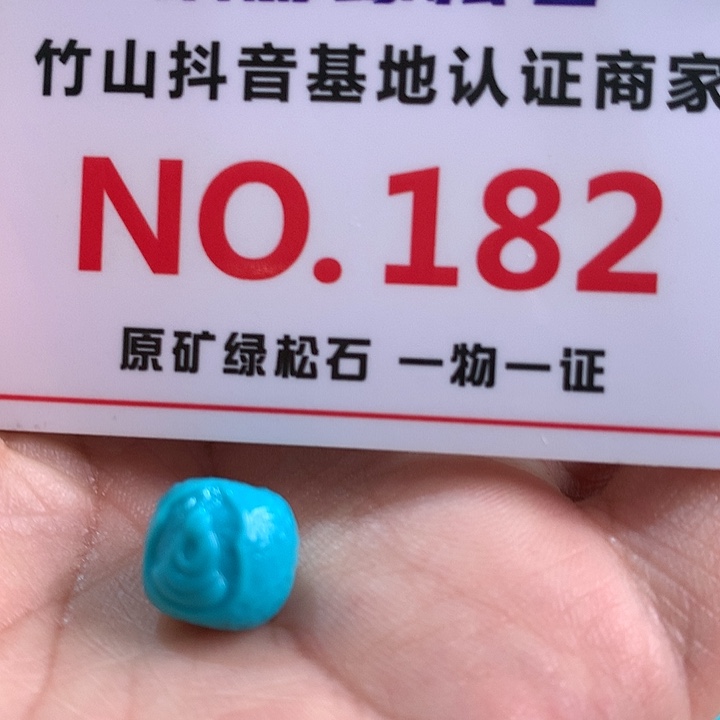 竹山抖音基地认证商家
NO.182
原矿绿松石 一物一证